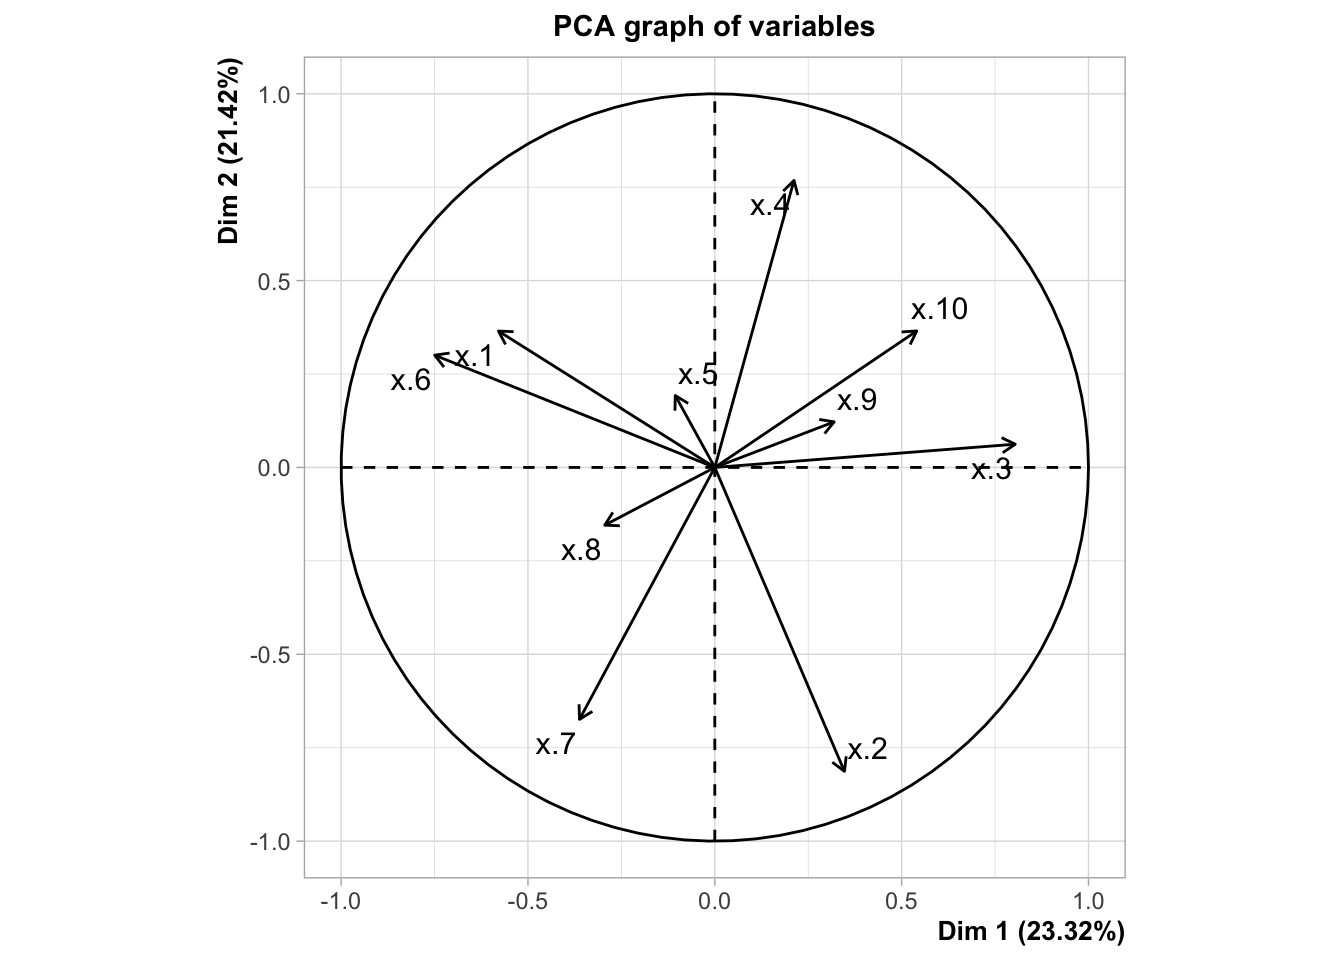 PCA graph of variables
Dim 2 (21.42%)
1.0
0.5
0.0
-0.5
-1.0
x.4
x.10
x.5
x.1
x.6
x.9
x.3
x.8
x.7
x.2
-1.0
-0.5
0.0
0.5
1.0
Dim 1 (23.32%)